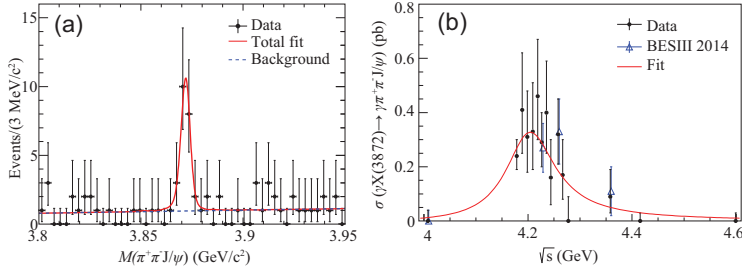 (a)
Data
Total fit
Background
Events/(3 MeV/c²)
15
10
5
0
3.8
3.85
3.9
3.95
M(π⁺π⁻J/ψ) (GeV/c²)
(b)
Data
BESIII 2014
Fit
σ (γX(3872)→ γπ⁺π⁻J/ψ) (pb)
0.8
0.6
0.4
0.2
0.0
4
4.2
4.4
4.6
√s (GeV)